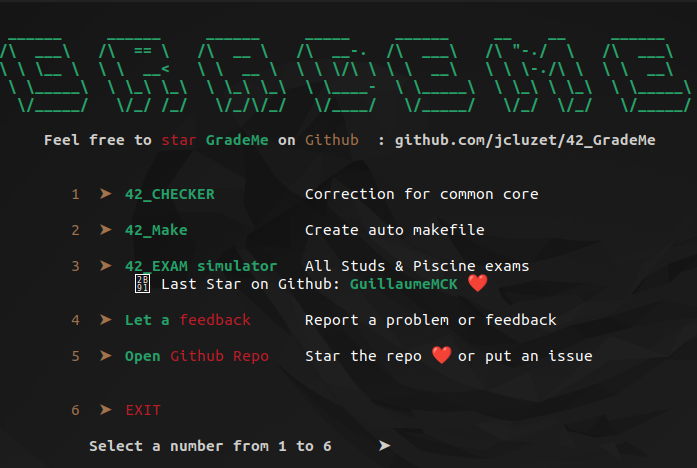 GRADEME
Feel free to star GradeMe on Github : github.com/jcluzet/42_GradeMe
1 ➤ 42_CHECKER Correction for common core
2 ➤ 42_Make Create auto makefile
3 ➤ 42_EXAM simulator All Studs & Piscine exams
Last Star on Github: GuillaumeMCK ❤️
4 ➤ Let a feedback Report a problem or feedback
5 ➤ Open Github Repo Star the repo ❤️ or put an issue
6 ➤ EXIT
Select a number from 1 to 6 ➤